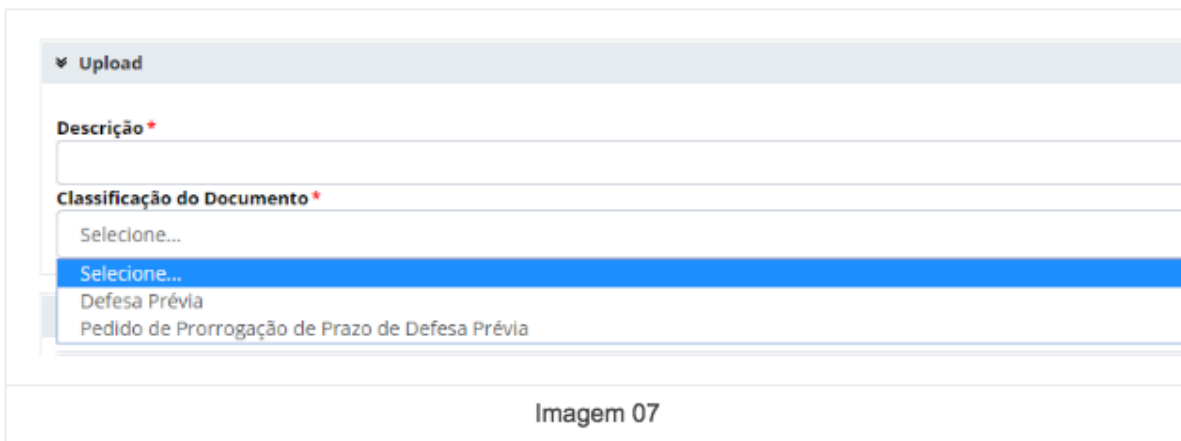 Upload
Descrição *
Classificação do Documento *
Selecione...
Selecione...
Defesa Prévia
Pedido de Prorrogação de Prazo de Defesa Prévia
Imagem 07